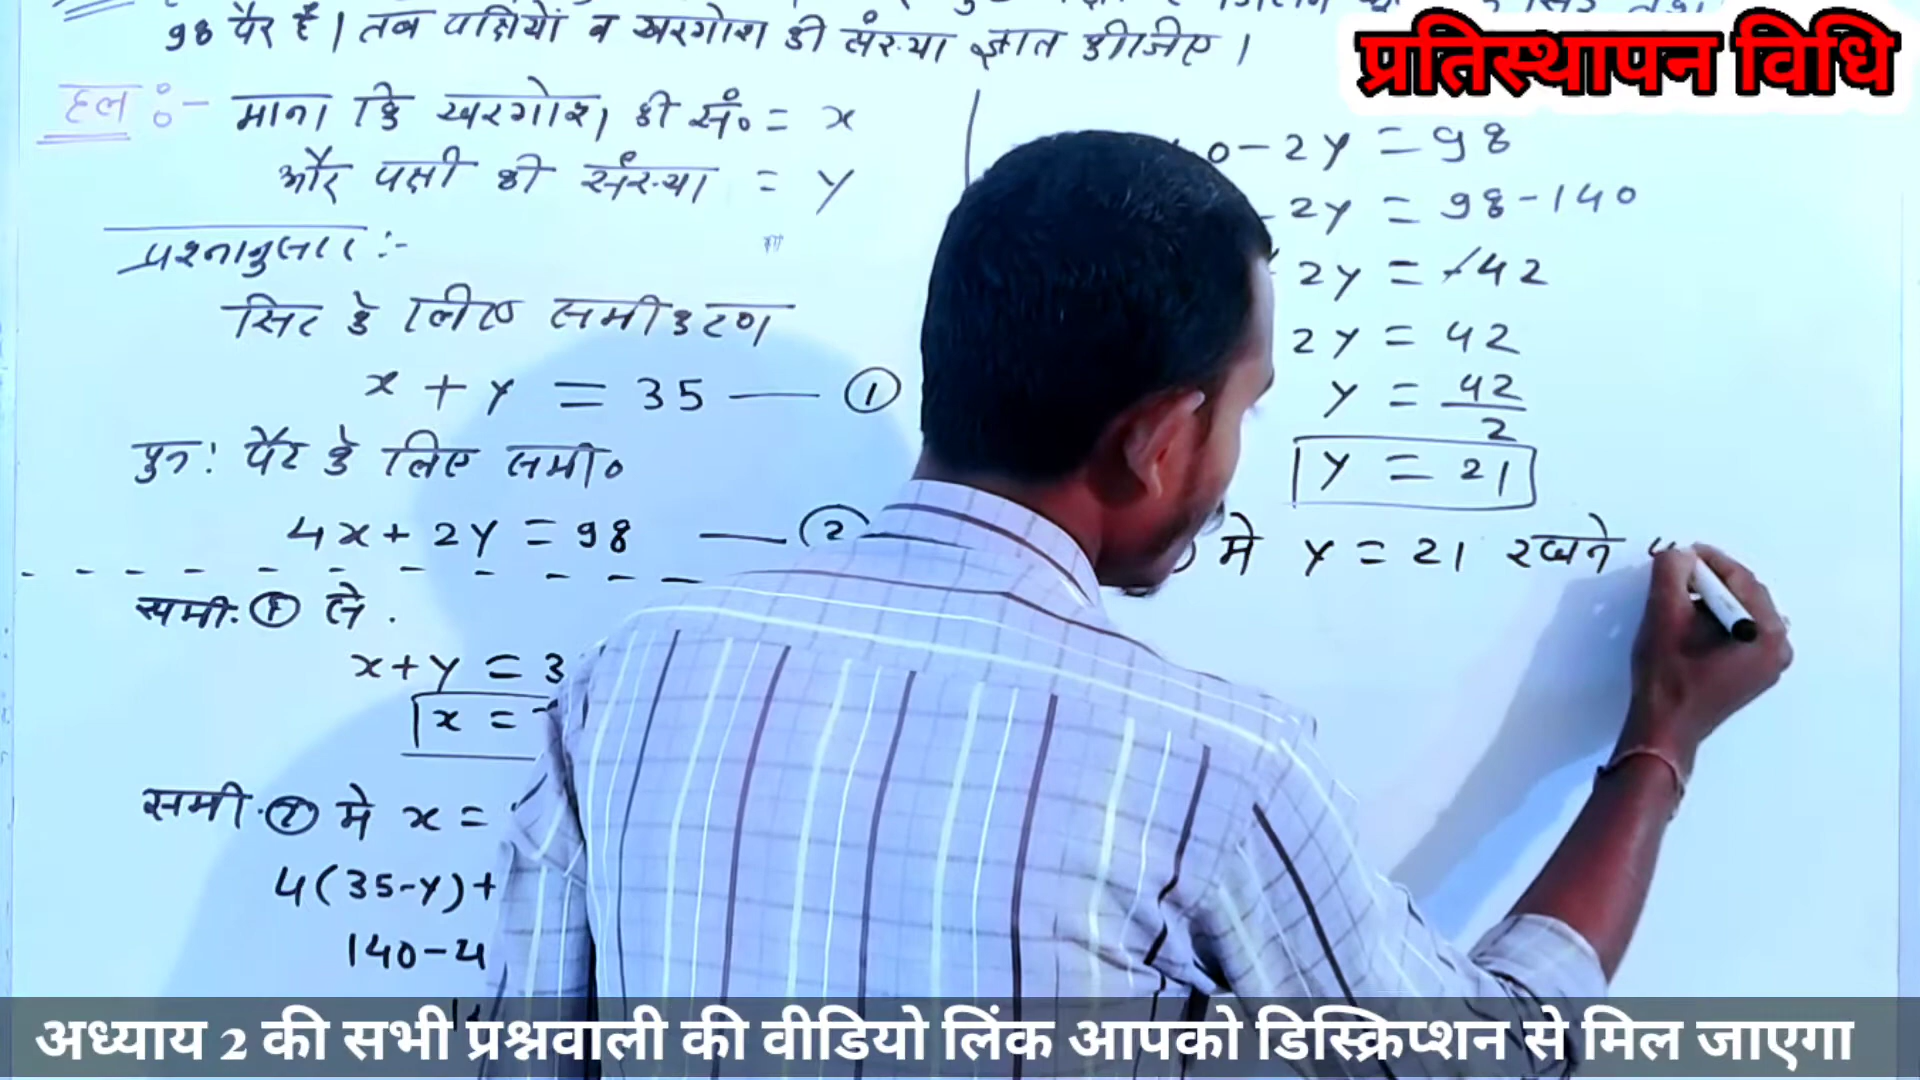 98 पैर है। तब पक्षियों व खरगोश की संख्या ज्ञात कीजिए।
प्रतिस्थापन विधि
हल :- माना कि खरगोश की सं० = x
और पक्षी की संख्या = y
प्रश्नानुसार :-
सिर के लिए समीकरण
x + y = 35 — ①
पुनः पैर के लिए समी०
4x + 2y = 98 — ②
समी. ① से .
x + y = 3
x =
समी. ② मे x =
4(35-y)+
140-4
0 - 2y = 98
- 2y = 98 - 140
2y = -42
2y = 42
y = 42/2
y = 21
मे y = 21 रखने
अध्याय 2 की सभी प्रश्नवाली की वीडियो लिंक आपको डिस्क्रिप्शन से मिल जाएगा